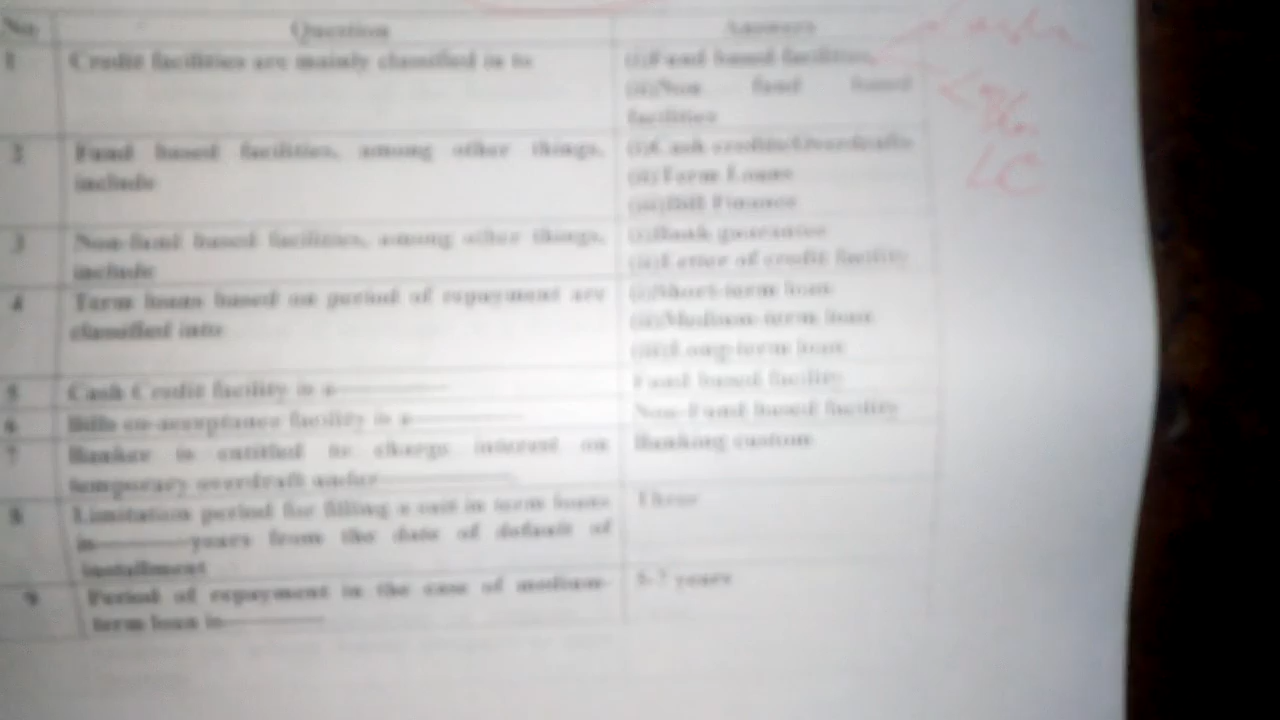 No Question Answers
1 Credit facilities are mainly classified in to
(i)Fund based facilities
(ii)Non fund based
facilities
2 Fund based facilities, among other things,
include
(i)Cash credits/Overdrafts
(ii)Term Loans
(iii)Bill Finance
3 Non-fund based facilities, among other things,
include
(i)Bank guarantee
(ii)Letter of credit facility
4 Term loans based on period of repayment are
classified into
(i)Short-term loan
(ii)Medium-term loan
(iii)Long-term loan
5 Cash Credit facility is a
Fund based facility
6 Bills co-acceptance facility is a
Non-Fund based facility
7 Banker is entitled to charge interest on
temporary overdraft under
Banking custom
8 Limitation period for filling a suit in term loans
is years from the date of default of
installment
Three
9 Period of repayment in the case of medium-
term loan is
5-7 years
LC